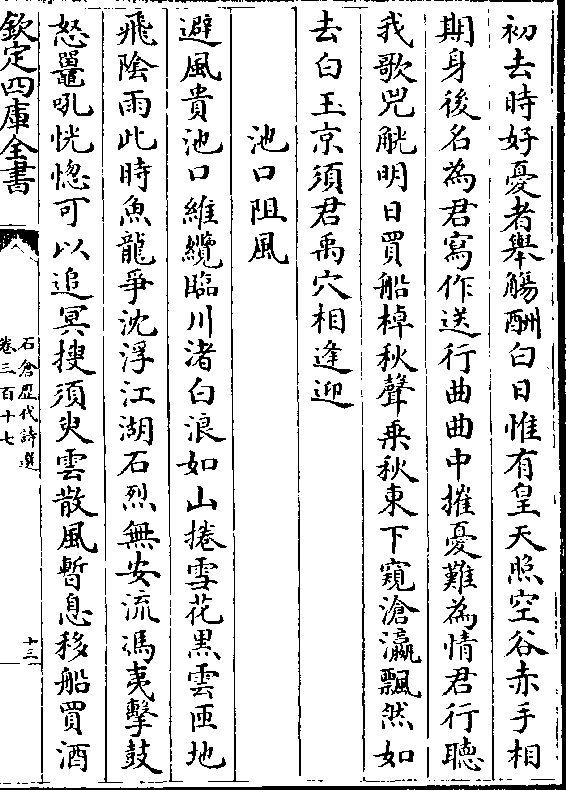 初去時好憂者舉觴酬白日惟有皇天照空谷赤手相
期身後名為君寫作送行曲曲中摧憂難為情君行聽
我歌兕觥明日買船棹秋聲乗秋東下窺滄瀛飄然如
去白玉京須君禹穴相逢迎
池口阻風
避風貴池口維纜臨川渚白浪如山捲雪花黒雲匝地
飛陰雨此時魚龍爭沈浮江湖石烈無安流馮夷擊鼓
怒鼉吼恍惚可以追冥搜須臾雲散風暫息移船買酒
欽定四庫全書
石倉歴代詩選
卷三百十七
十三